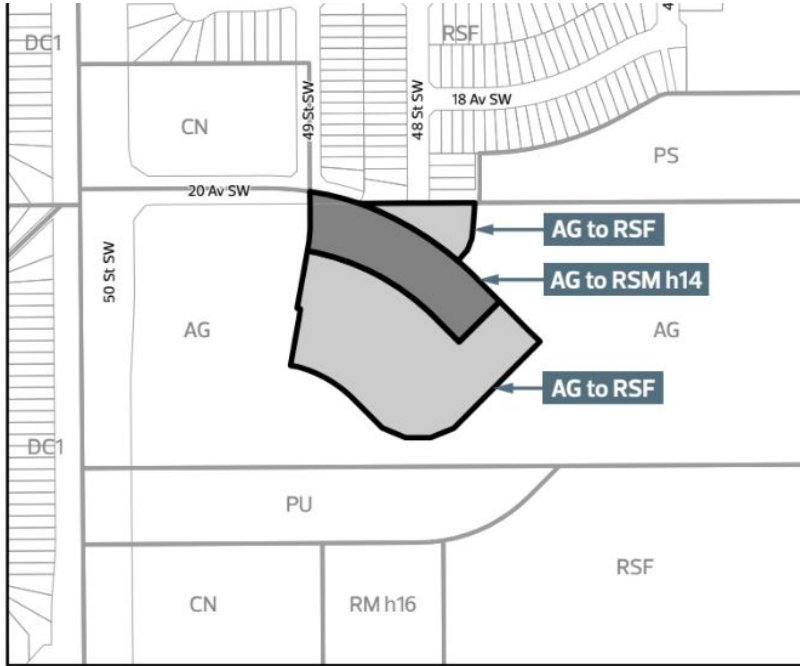 DC1
RSF
4
CN
49 St SW
48 St SW
18 Av SW
PS
20 Av SW
AG to RSF
50 St SW
AG to RSM h14
AG
AG
AG to RSF
DC1
PU
RSF
CN
RM h16